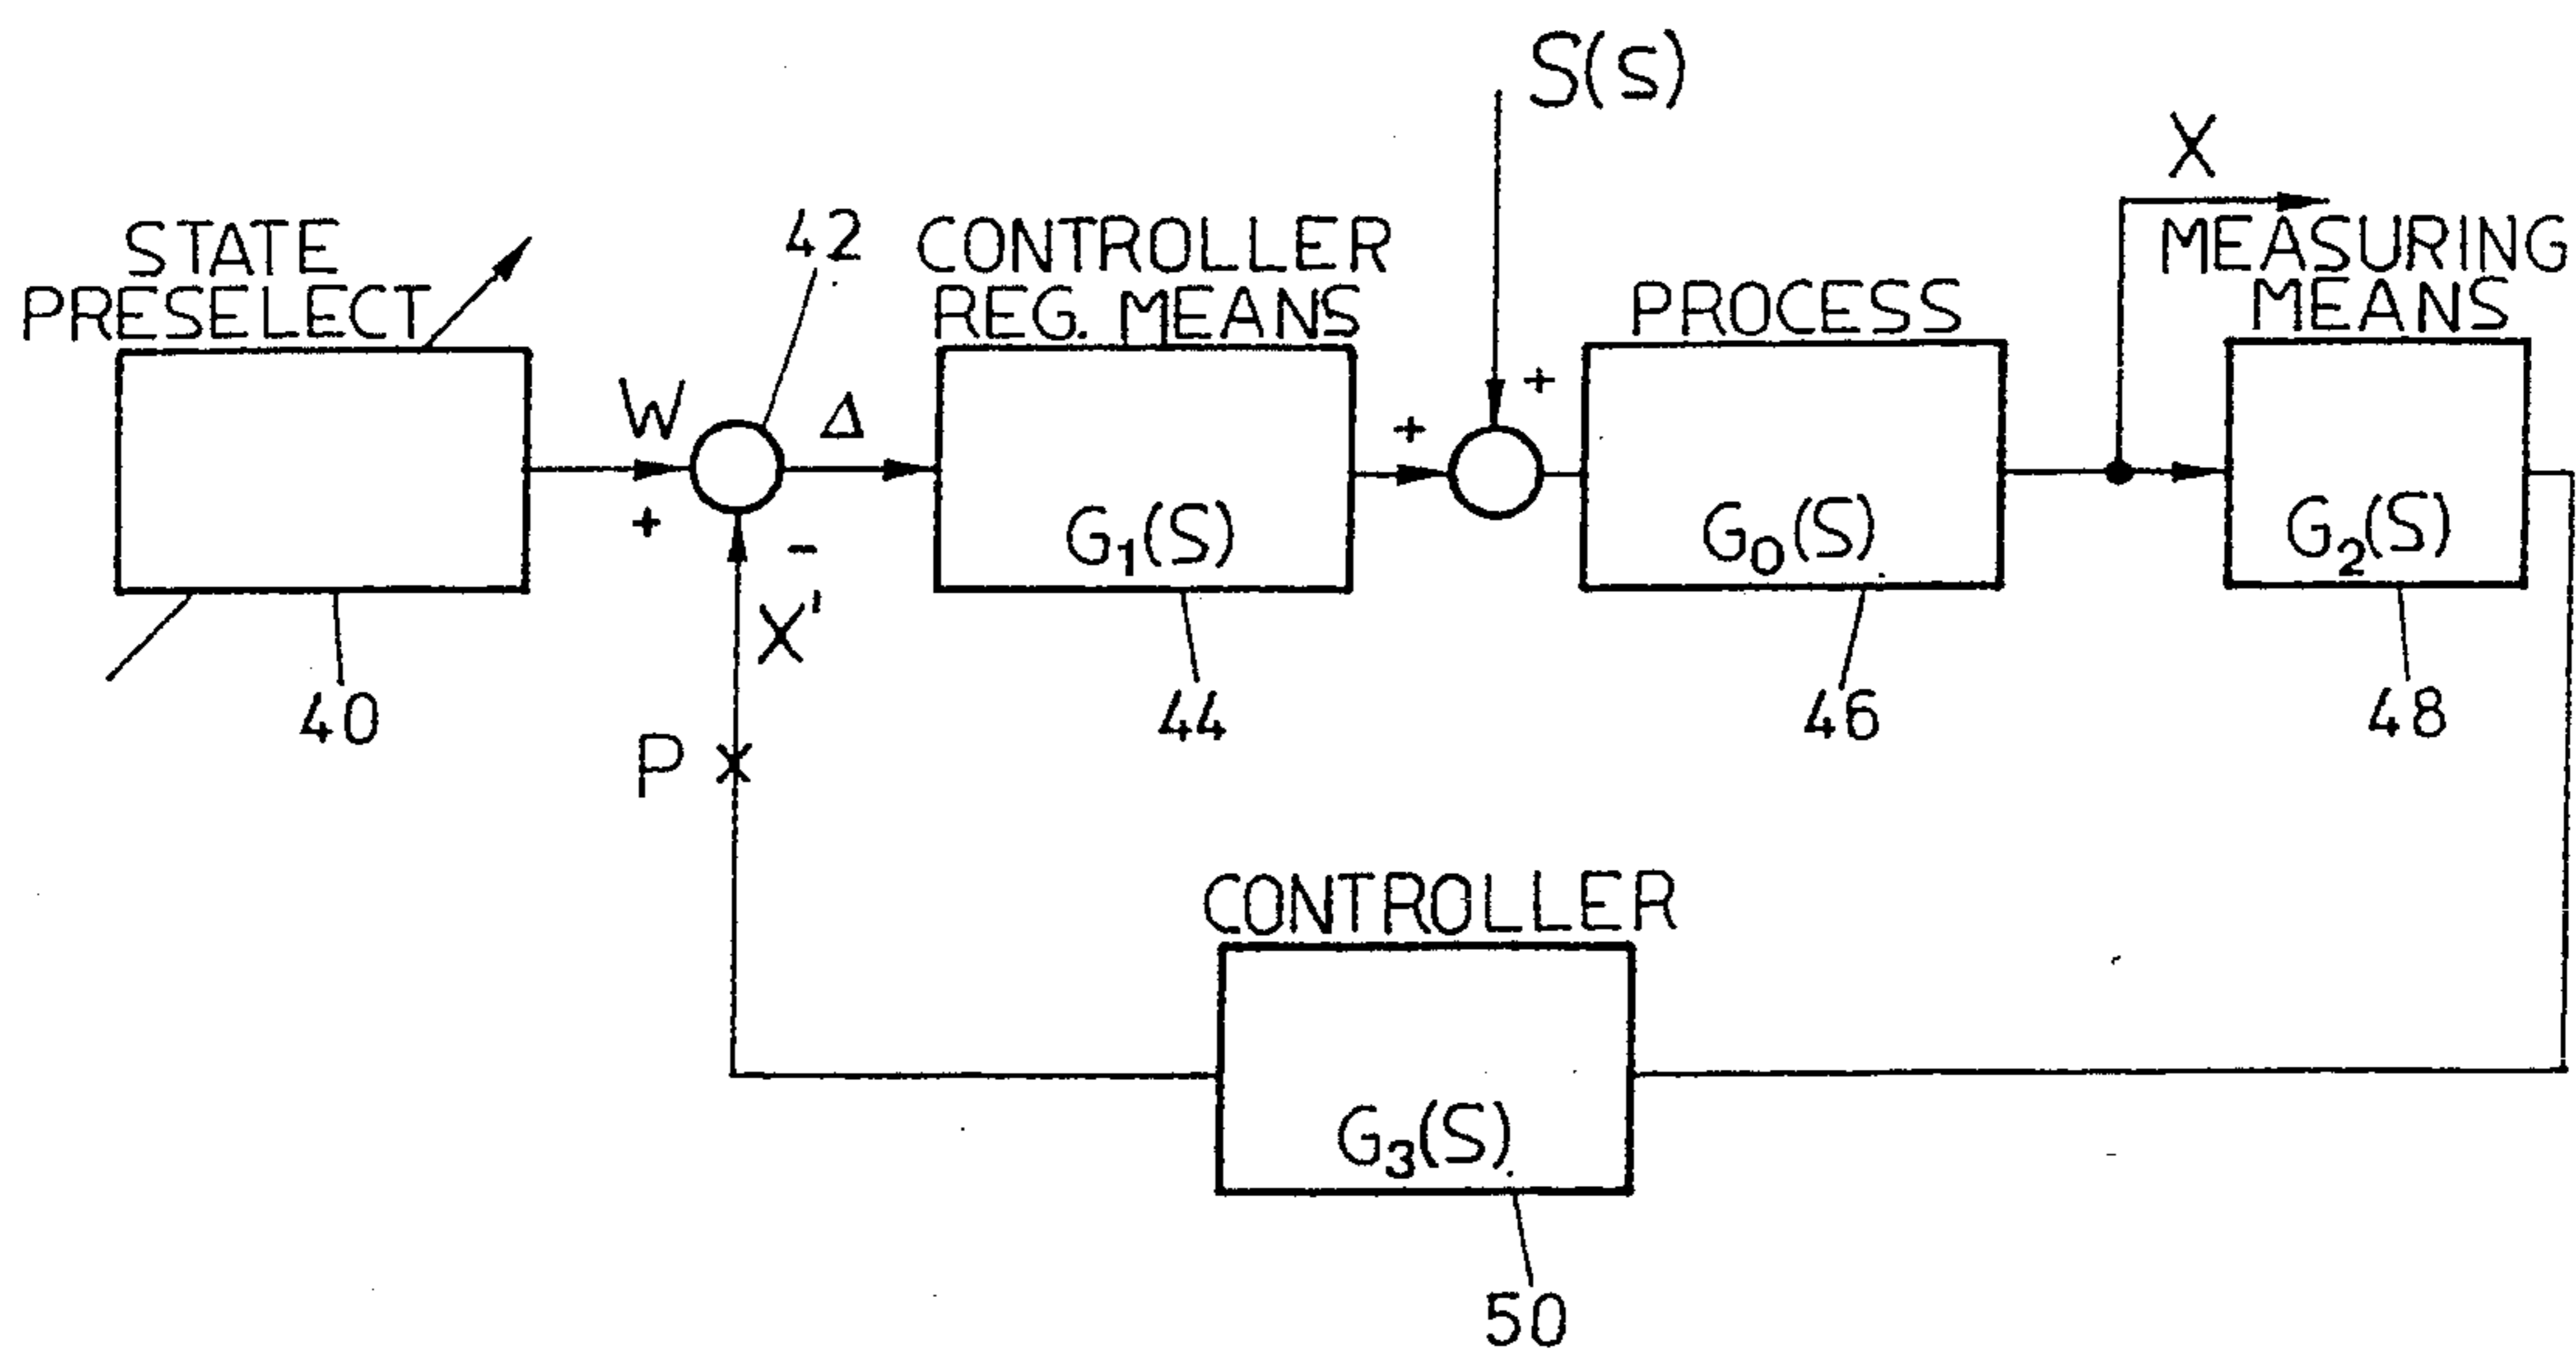 S(s)
X
STATE
PRESELECT
42
CONTROLLER
REG. MEANS
PROCESS
MEASURING
MEANS
W
+
Δ
+
+
-
G1(S)
G0(S)
G2(S)
X'
40
44
46
48
P
CONTROLLER
G3(S)
50